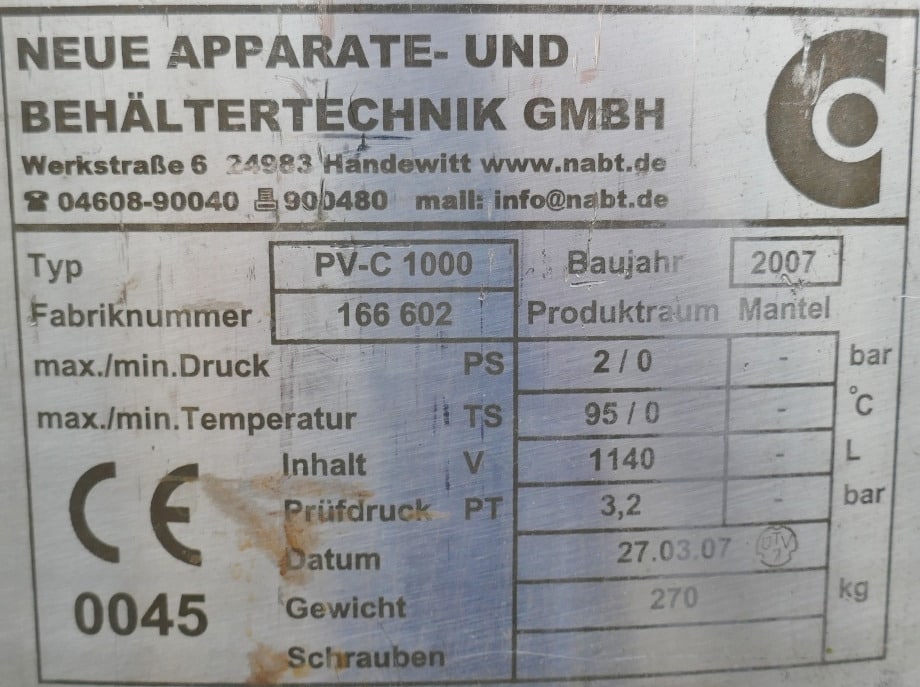 NEUE APPARATE- UND
BEHÄLTERTECHNIK GMBH
Werkstraße 6 24983 Handewitt www.nabt.de
☎ 04608-90040 🖷 900480 mail: info@nabt.de
Typ PV-C 1000 Baujahr 2007
Fabriknummer 166 602 Produktraum Mantel
max./min.Druck PS 2 / 0 - bar
max./min.Temperatur TS 95 / 0 - °C
Inhalt V 1140 - L
Prüfdruck PT 3,2 - bar
Datum 27.03.07
Gewicht 270 kg
Schrauben
CE
0045